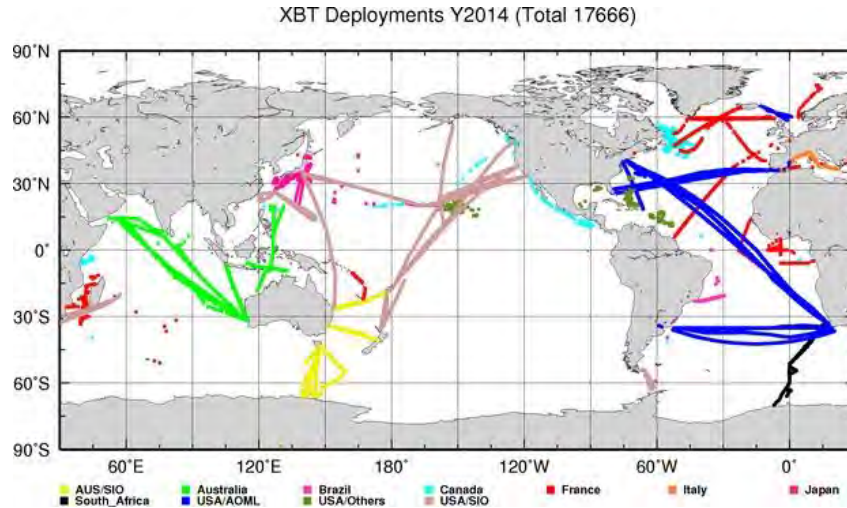 XBT Deployments Y2014 (Total 17666)
90°N
60°N
30°N
0°
30°S
60°S
90°S
60°E 120°E 180° 120°W 60°W 0°
AUS/SIO Australia Brazil Canada France Italy Japan
South_Africa USA/AOML USA/Others USA/SIO